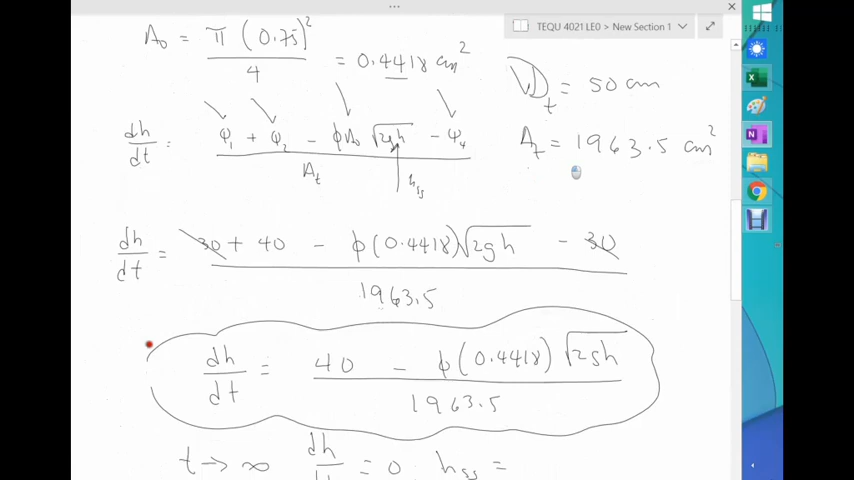 TEQU 4021 LE0 > New Section 1
A₀ = π (0.75)² / 4 = 0.4418 cm²
D_t = 50 cm
A_t = 1963.5 cm²
dh/dt = (φ₁ + φ₂ - ϕA₀ √2gh - φ₄) / A_t
h_ss
dh/dt = (30 + 40 - ϕ(0.4418)√2gh - 30) / 1963.5
dh/dt = (40 - ϕ(0.4418)√2gh) / 1963.5
t → ∞ dh/dt = 0 h_ss =